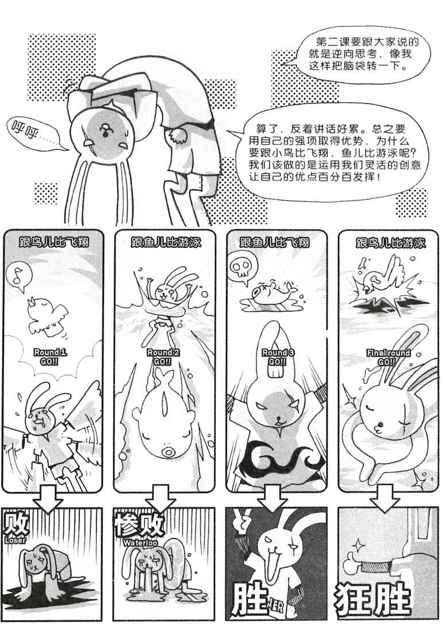 第二课要跟大家说的
就是逆向思考，像我
这样把脑袋转一下。
呼呼
算了，反着讲话好累。总之要
用自己的强项取得优势，为什么
要跟小鸟比飞翔，鱼儿比游泳呢？
我们该做的是运用我们灵活的创意
让自己的优点百分百发挥！
跟鸟儿比飞翔
跟鱼儿比游泳
跟鱼儿比飞翔
跟鸟儿比游泳
Round 1
GO!!
Round 2
GO!!
Round 3
GO!!
Final round
GO!!
败
Loser
惨败
Waterloo
胜
狂胜